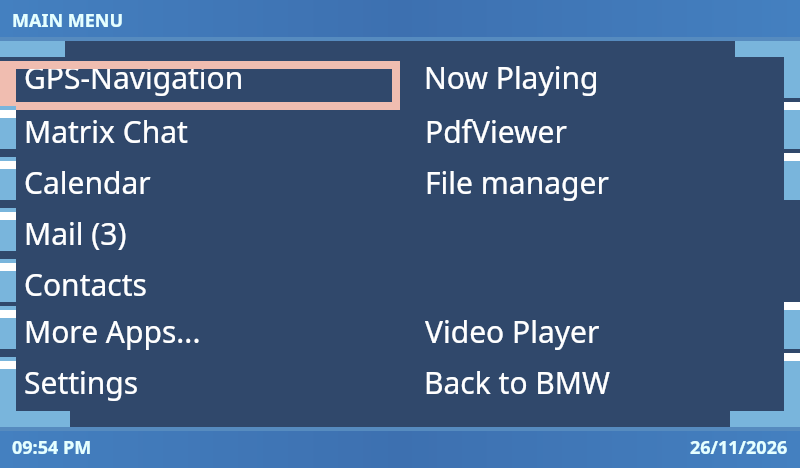 MAIN MENU
GPS-Navigation
Now Playing
Matrix Chat
PdfViewer
Calendar
File manager
Mail (3)
Contacts
More Apps...
Video Player
Settings
Back to BMW
09:54 PM
26/11/2026